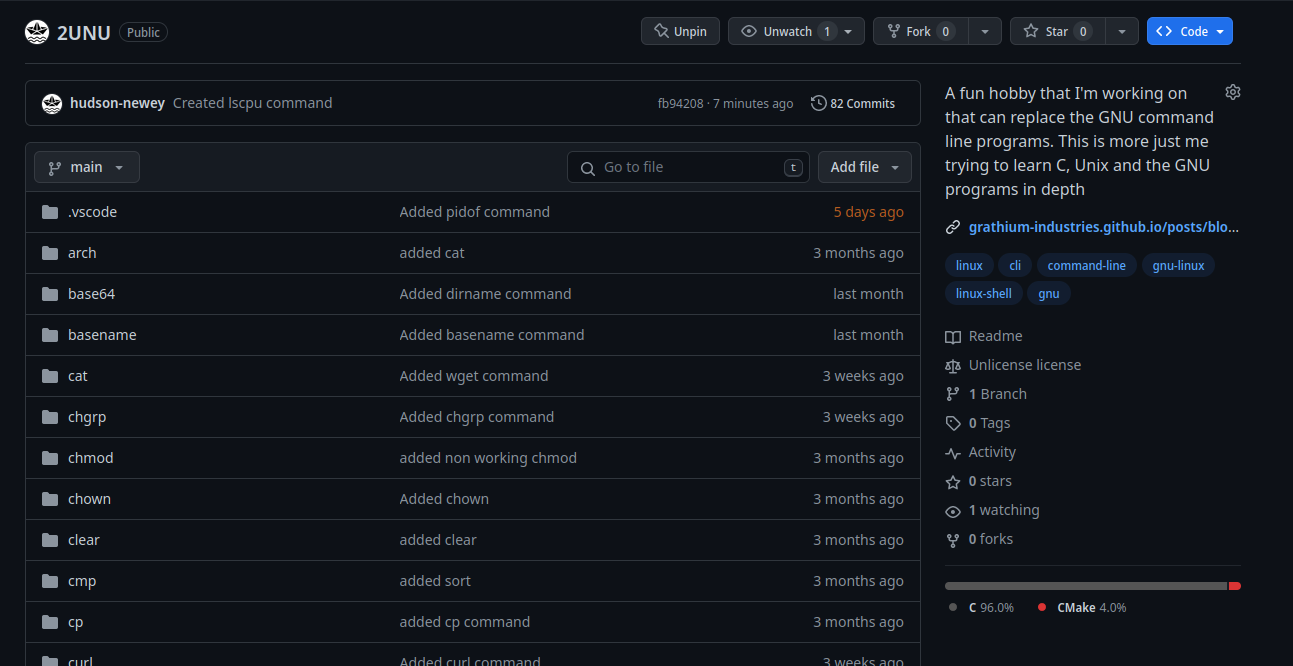 2UNU Public Unpin Unwatch 1 Fork 0 Star 0 Code
hudson-newey Created lscpu command fb94208 · 7 minutes ago 82 Commits
main Go to file t Add file
.vscode Added pidof command 5 days ago
arch added cat 3 months ago
base64 Added dirname command last month
basename Added basename command last month
cat Added wget command 3 weeks ago
chgrp Added chgrp command 3 weeks ago
chmod added non working chmod 3 months ago
chown Added chown 3 months ago
clear added clear 3 months ago
cmp added sort 3 months ago
cp added cp command 3 months ago
curl Added curl command 3 weeks ago
A fun hobby that I'm working on
that can replace the GNU command
line programs. This is more just me
trying to learn C, Unix and the GNU
programs in depth
grathium-industries.github.io/posts/blo...
linux cli command-line gnu-linux
linux-shell gnu
Readme
Unlicense license
1 Branch
0 Tags
Activity
0 stars
1 watching
0 forks
C 96.0% CMake 4.0%